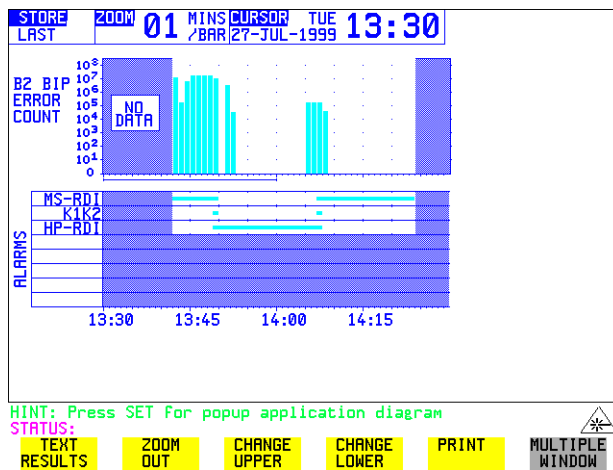 STORE ZOOM 01 MINS CURSOR TUE 13:30
LAST /BAR 27-JUL-1999
B2 BIP
ERROR
COUNT
10⁸
10⁷
10⁶
10⁵
10⁴
10³
10²
10¹
0
NO
DATA
ALARMS
MS-RDI
K1K2
HP-RDI
13:30 13:45 14:00 14:15
HINT: Press SET for popup application diagram
STATUS:
TEXT RESULTS
ZOOM OUT
CHANGE UPPER
CHANGE LOWER
PRINT
MULTIPLE WINDOW